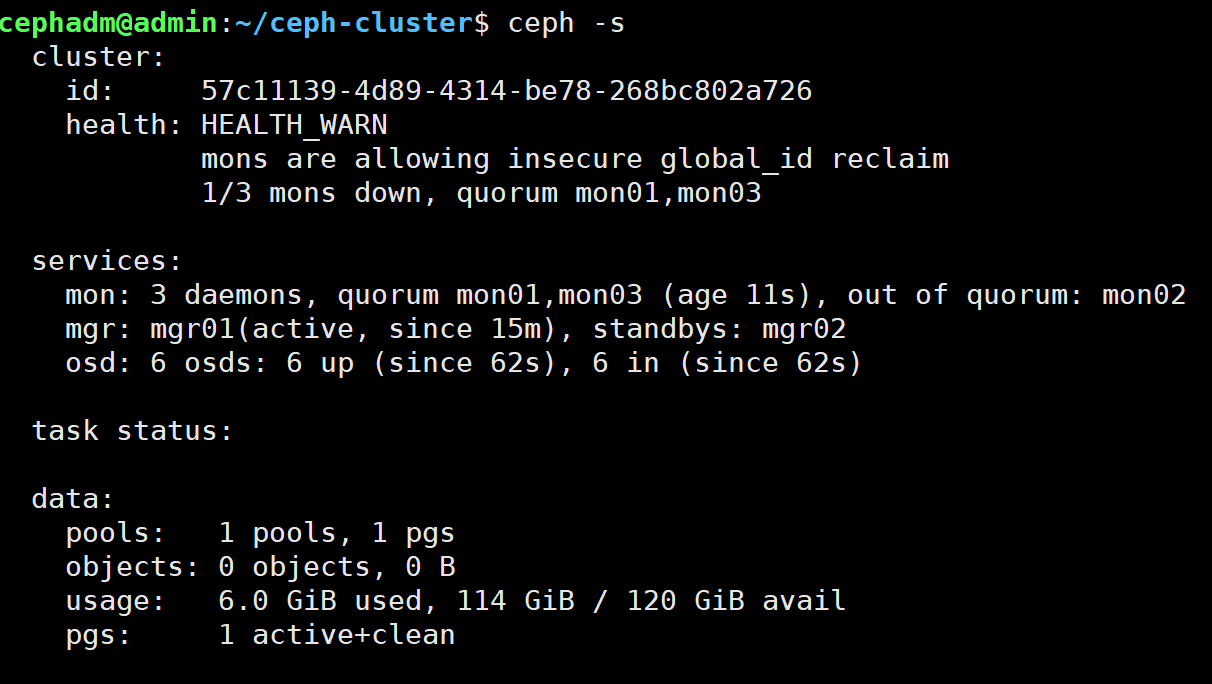 cephadm@admin:~/ceph-cluster$ ceph -s
  cluster:
    id:     57c11139-4d89-4314-be78-268bc802a726
    health: HEALTH_WARN
            mons are allowing insecure global_id reclaim
            1/3 mons down, quorum mon01,mon03

  services:
    mon: 3 daemons, quorum mon01,mon03 (age 11s), out of quorum: mon02
    mgr: mgr01(active, since 15m), standbys: mgr02
    osd: 6 osds: 6 up (since 62s), 6 in (since 62s)

  task status:

  data:
    pools:   1 pools, 1 pgs
    objects: 0 objects, 0 B
    usage:   6.0 GiB used, 114 GiB / 120 GiB avail
    pgs:     1 active+clean